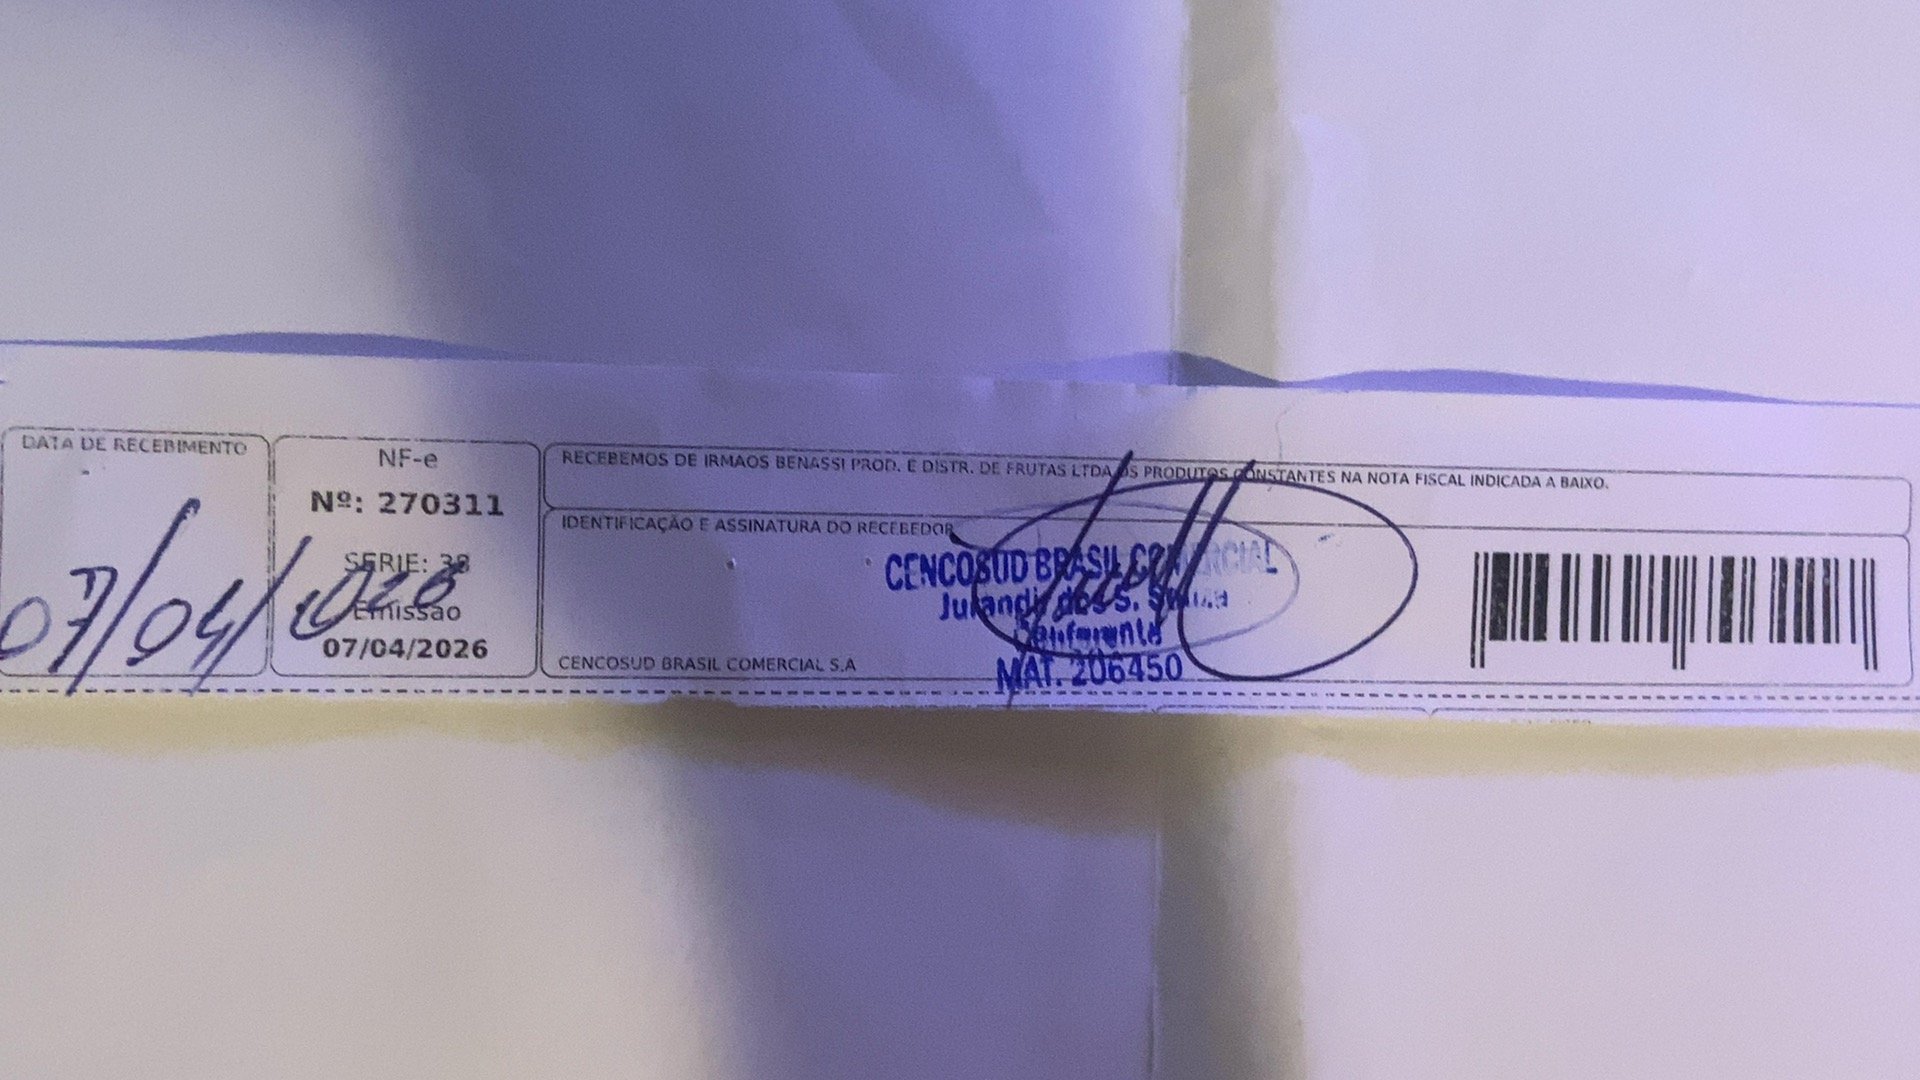 DATA DE RECEBIMENTO
07/04/2026
NF-e
Nº: 270311
SERIE: 38
Emissão
07/04/2026
RECEBEMOS DE IRMAOS BENASSI PROD. E DISTR. DE FRUTAS LTDA OS PRODUTOS CONSTANTES NA NOTA FISCAL INDICADA A BAIXO.
IDENTIFICAÇÃO E ASSINATURA DO RECEBEDOR
CENCOSUD BRASIL COMERCIAL
dos S.
MAT. 206450
CENCOSUD BRASIL COMERCIAL S.A